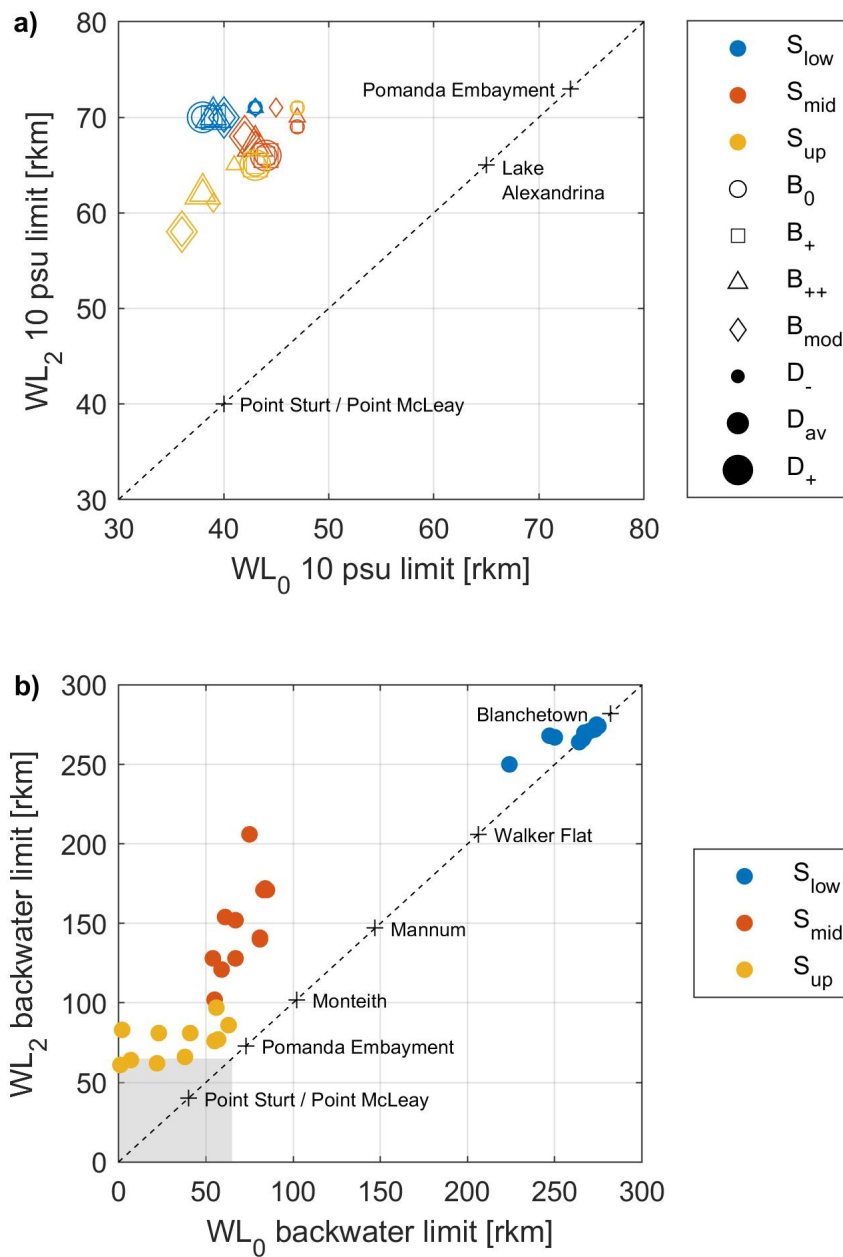 a)
80
70
60
50
40
30
WL2 10 psu limit [rkm]
30
40
50
60
70
80
WL0 10 psu limit [rkm]
Pomanda Embayment
Lake
Alexandrina
Point Sturt / Point McLeay
Slow
Smid
Sup
B0
B+
B++
Bmod
D-
Dav
D+
b)
300
250
200
150
100
50
0
WL2 backwater limit [rkm]
0
50
100
150
200
250
300
WL0 backwater limit [rkm]
Blanchetown
Walker Flat
Mannum
Monteith
Pomanda Embayment
Point Sturt / Point McLeay
Slow
Smid
Sup